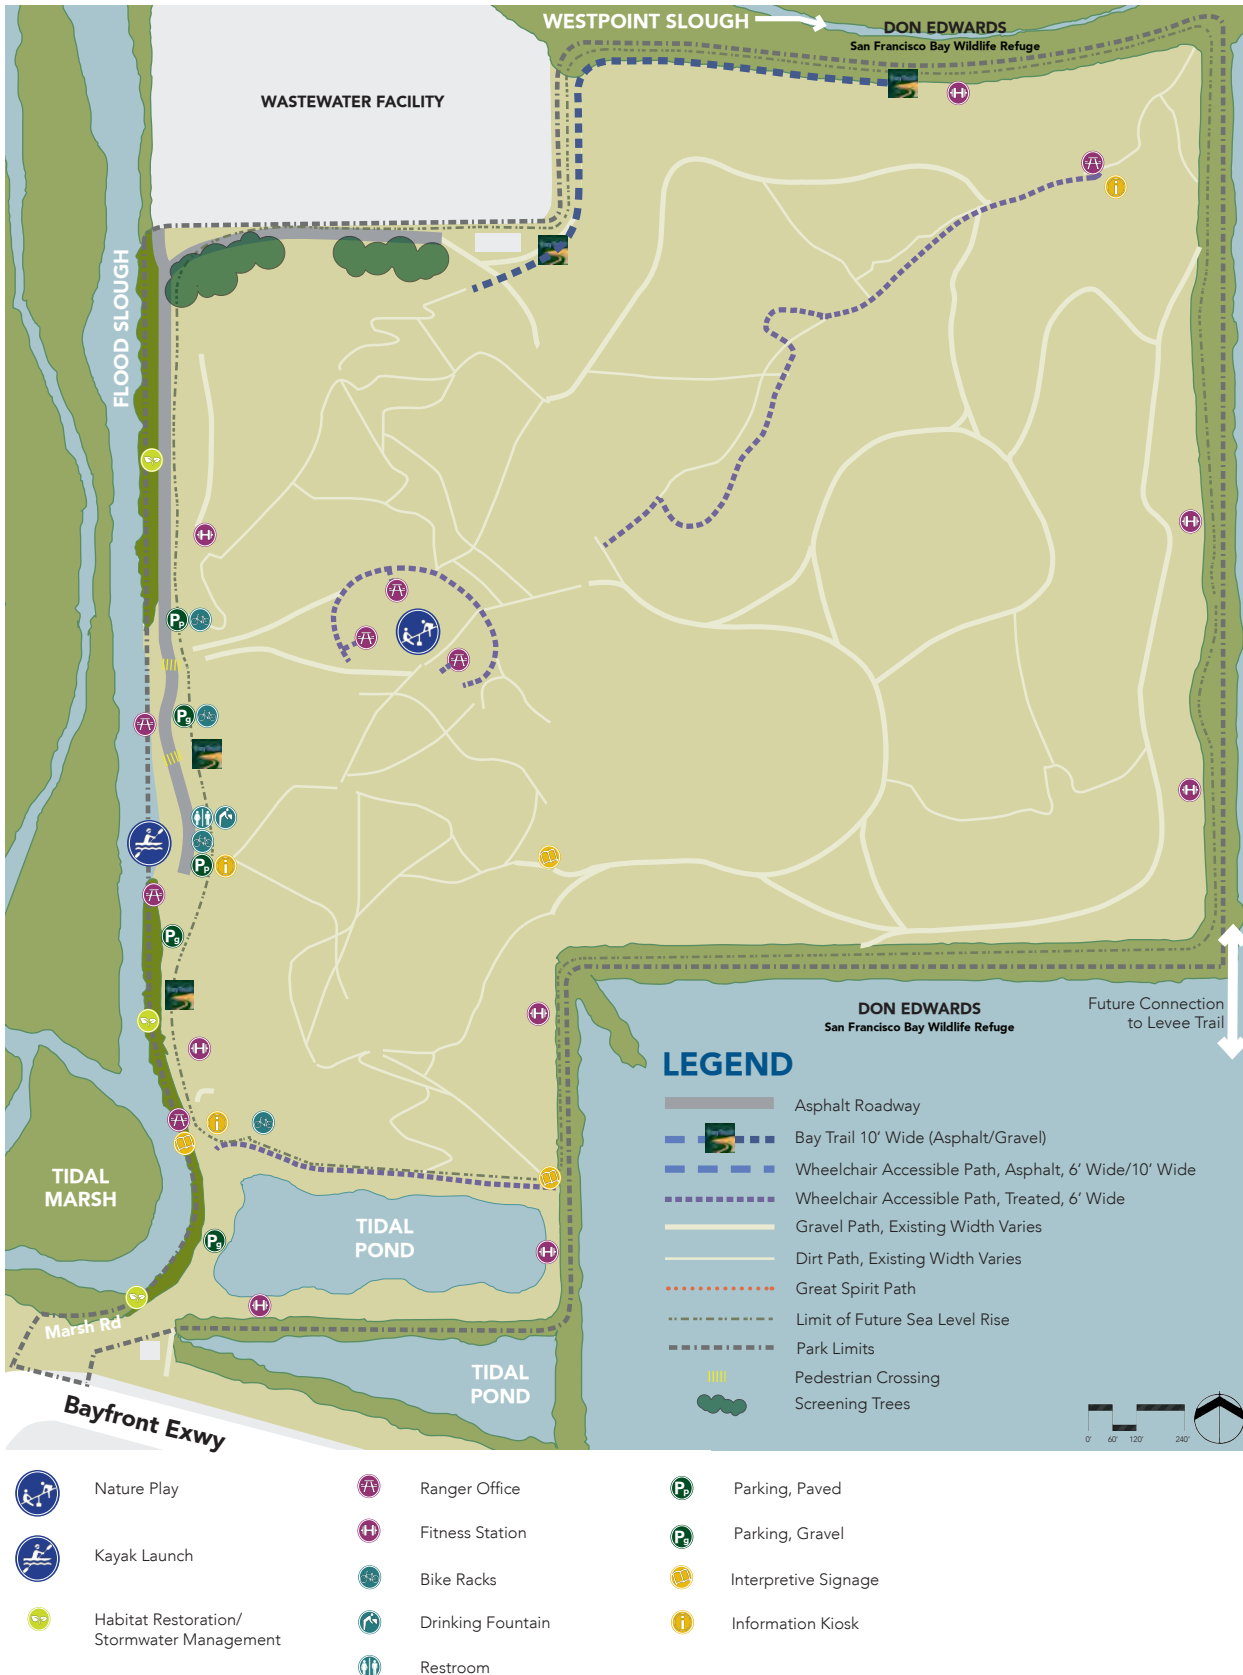 WESTPOINT SLOUGH
DON EDWARDS
San Francisco Bay Wildlife Refuge
WASTEWATER FACILITY
FLOOD SLOUGH
DON EDWARDS
San Francisco Bay Wildlife Refuge
Future Connection
to Levee Trail
TIDAL
MARSH
TIDAL
POND
TIDAL
POND
Marsh Rd
Bayfront Exwy
LEGEND
Asphalt Roadway
Bay Trail 10' Wide (Asphalt/Gravel)
Wheelchair Accessible Path, Asphalt, 6' Wide/10' Wide
Wheelchair Accessible Path, Treated, 6' Wide
Gravel Path, Existing Width Varies
Dirt Path, Existing Width Varies
Great Spirit Path
Limit of Future Sea Level Rise
Park Limits
Pedestrian Crossing
Screening Trees
0' 60' 120' 240'
Nature Play
Kayak Launch
Habitat Restoration/
Stormwater Management
Ranger Office
Fitness Station
Bike Racks
Drinking Fountain
Restroom
Parking, Paved
Parking, Gravel
Interpretive Signage
Information Kiosk